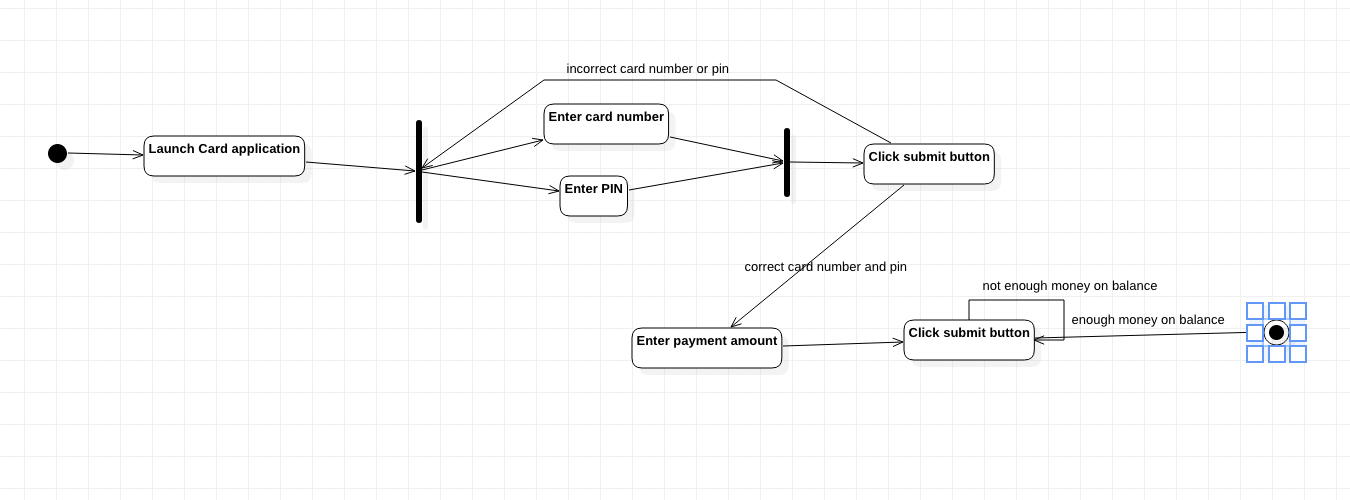 incorrect card number or pin
Enter card number
Launch Card application
Click submit button
Enter PIN
correct card number and pin
not enough money on balance
enough money on balance
Enter payment amount
Click submit button